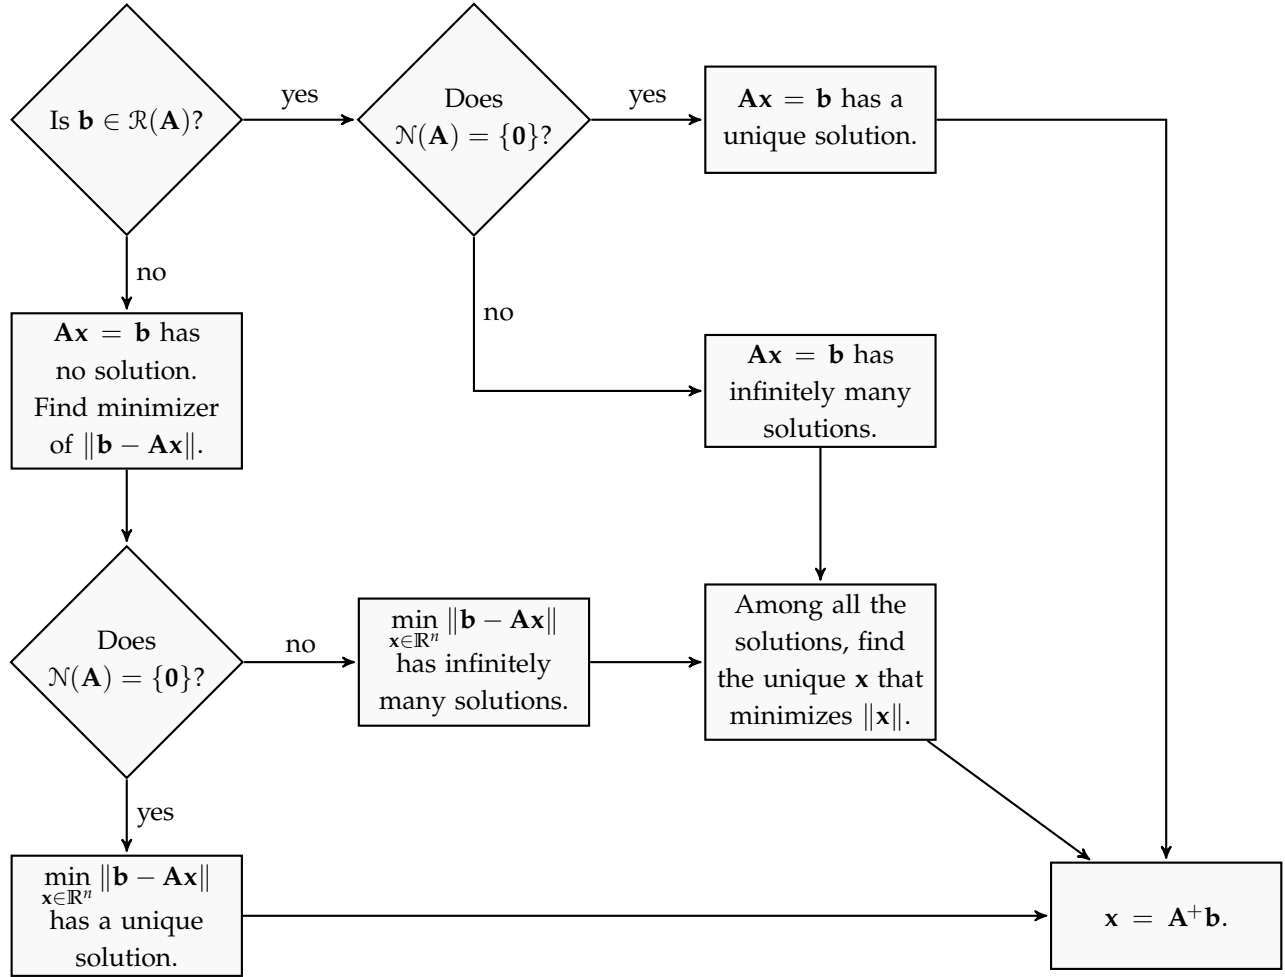 Is b ∈ ℛ(A)?
yes
Does
𝒩(A) = {0}?
yes
Ax = b has a
unique solution.
no
no
Ax = b has
no solution.
Find minimizer
of ‖b − Ax‖.
Ax = b has
infinitely many
solutions.
Does
𝒩(A) = {0}?
no
min ‖b − Ax‖
x∈ℝⁿ
has infinitely
many solutions.
Among all the
solutions, find
the unique x that
minimizes ‖x‖.
yes
min ‖b − Ax‖
x∈ℝⁿ
has a unique
solution.
x = A⁺b.